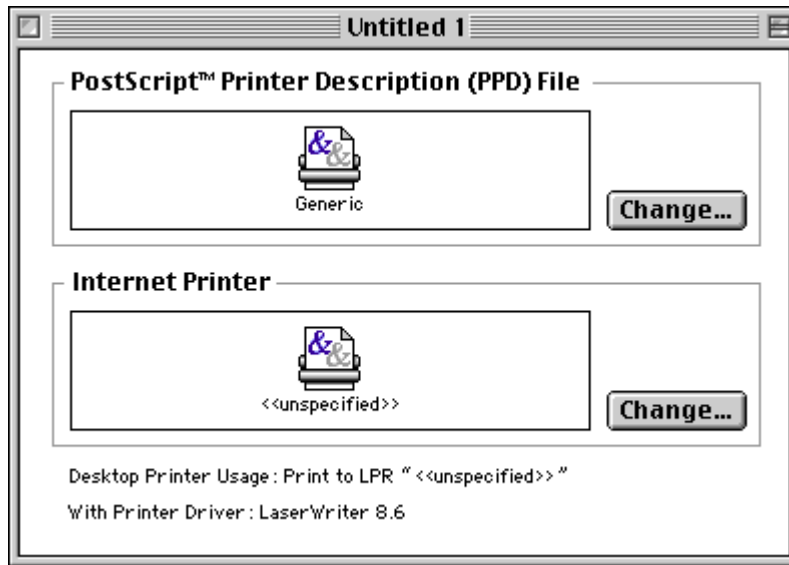 Untitled 1
PostScript™ Printer Description (PPD) File
&&
Generic
Change...
Internet Printer
&&
<<unspecified>>
Change...
Desktop Printer Usage : Print to LPR "<<unspecified>>"
With Printer Driver : LaserWriter 8.6